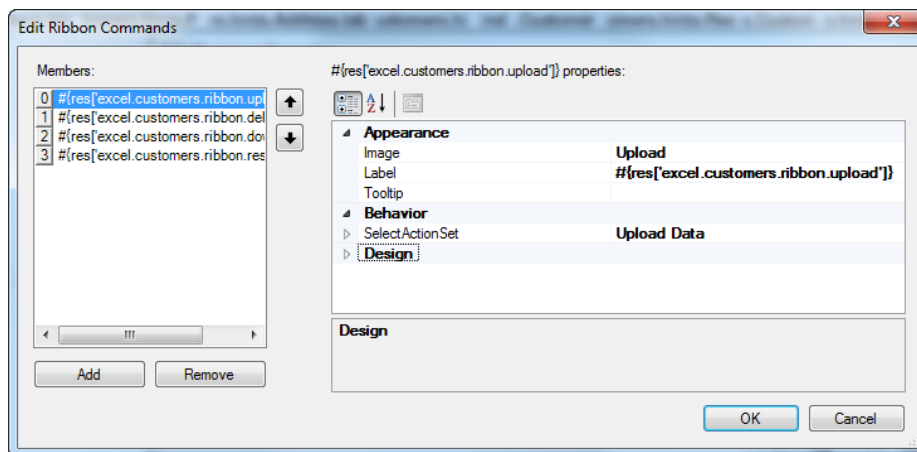 Edit Ribbon Commands
Members:
#{res['excel.customers.ribbon.upload']} properties:
0 #{res['excel.customers.ribbon.upl
1 #{res['excel.customers.ribbon.del
2 #{res['excel.customers.ribbon.do
3 #{res['excel.customers.ribbon.res
Appearance
Image Upload
Label #{res['excel.customers.ribbon.upload']}
Tooltip
Behavior
SelectActionSet Upload Data
Design
Design
Add Remove
OK Cancel